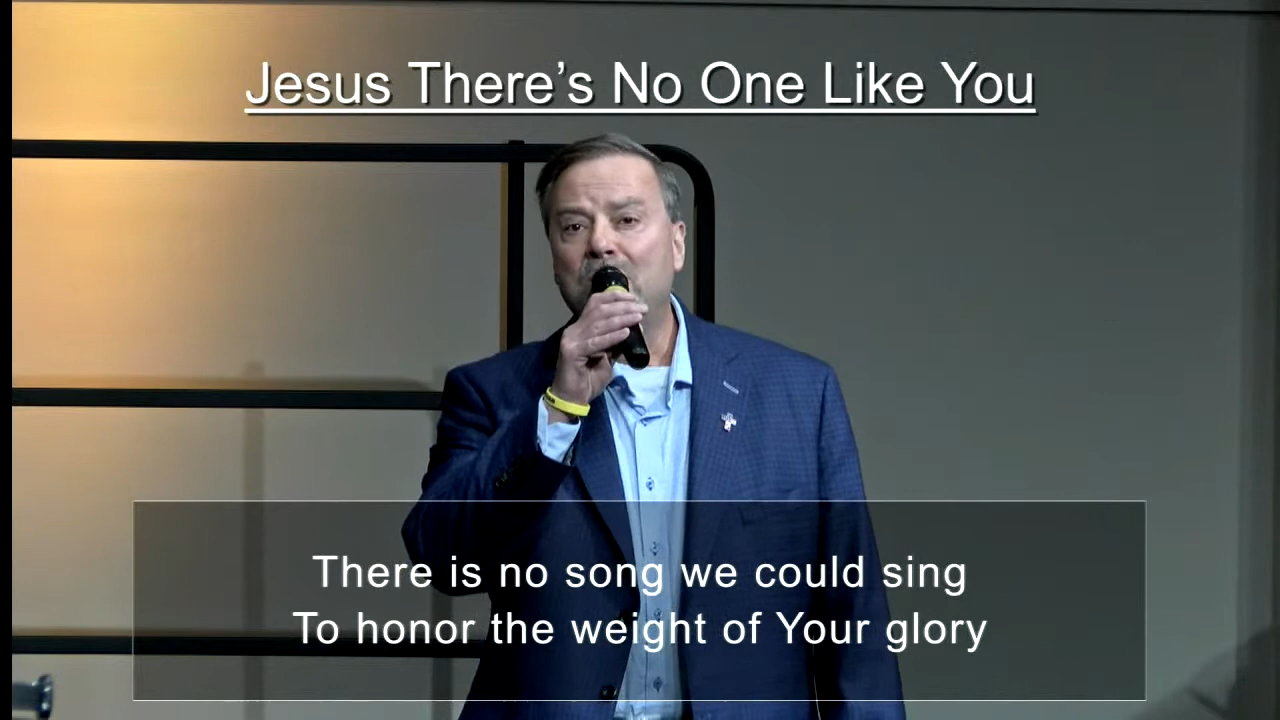 Jesus There’s No One Like You
There is no song we could sing
To honor the weight of Your glory